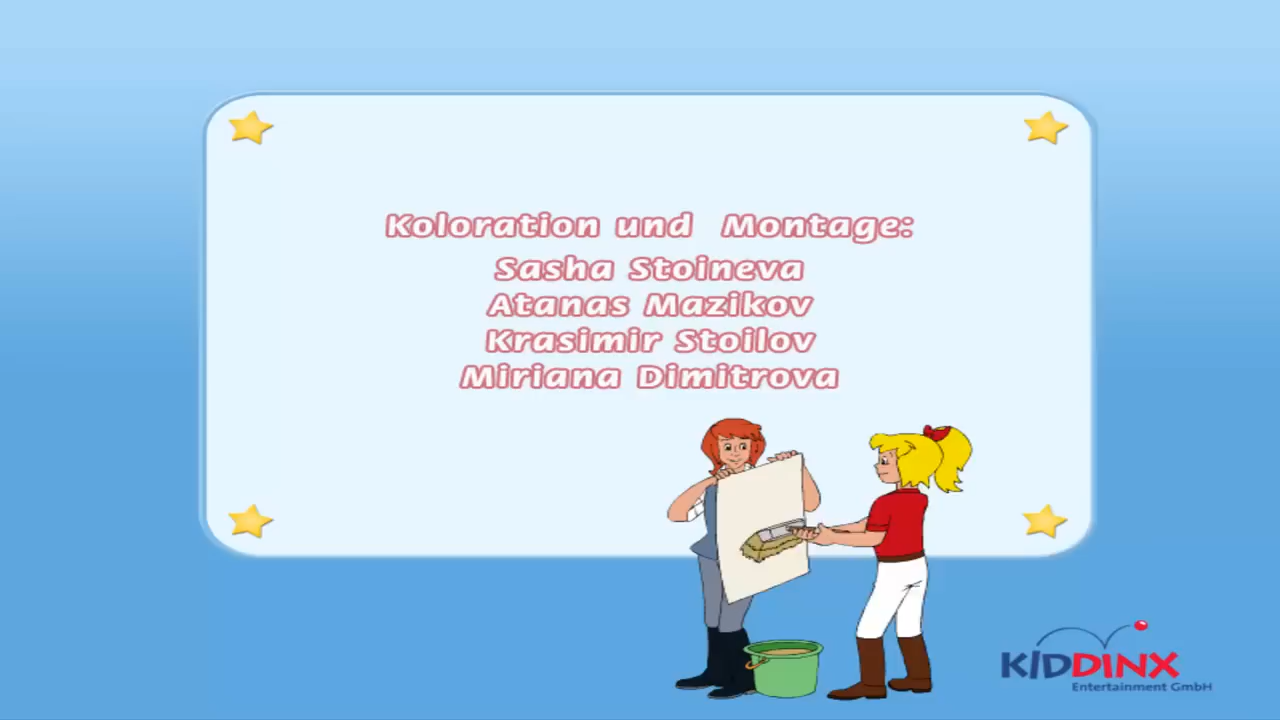 Koloration und Montage:
Sasha Stoineva
Atanas Mazikov
Krasimir Stoilov
Miriana Dimitrova
KIDDINX
Entertainment GmbH